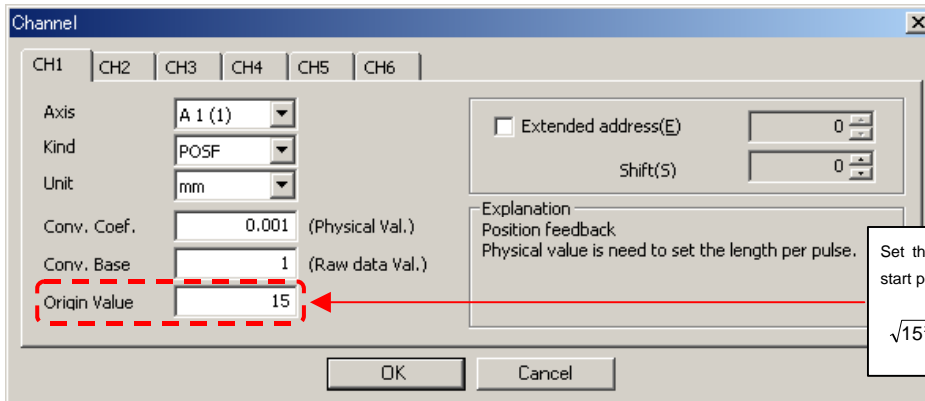 Channel
CH1 CH2 CH3 CH4 CH5 CH6
Axis A 1 (1)
Kind POSF
Unit mm
Conv. Coef. 0.001 (Physical Val.)
Conv. Base 1 (Raw data Val.)
Origin Value 15
Extended address(E) 0
Shift(S) 0
Explanation
Position feedback
Physical value is need to set the length per pulse.
Set
start
√15
OK Cancel